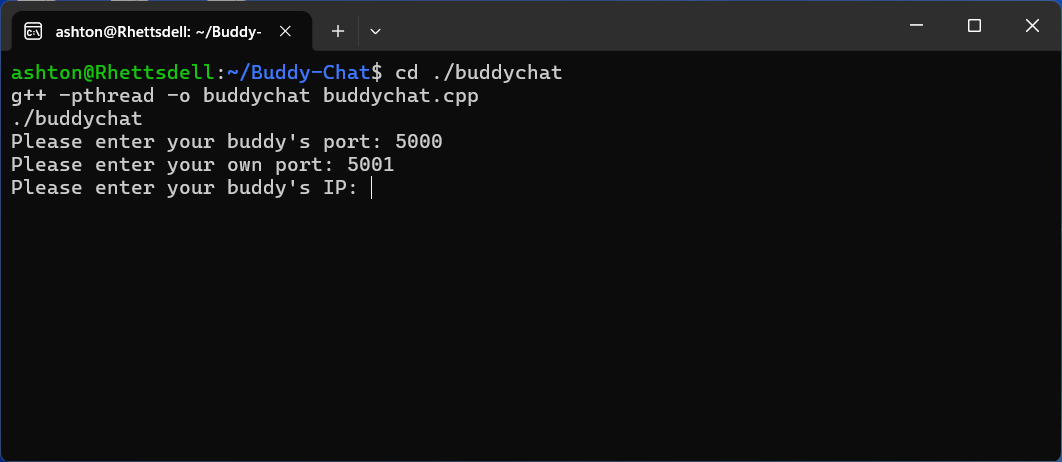 ashton@Rhettsdell: ~/Buddy-
ashton@Rhettsdell:~/Buddy-Chat$ cd ./buddychat
g++ -pthread -o buddychat buddychat.cpp
./buddychat
Please enter your buddy's port: 5000
Please enter your own port: 5001
Please enter your buddy's IP: